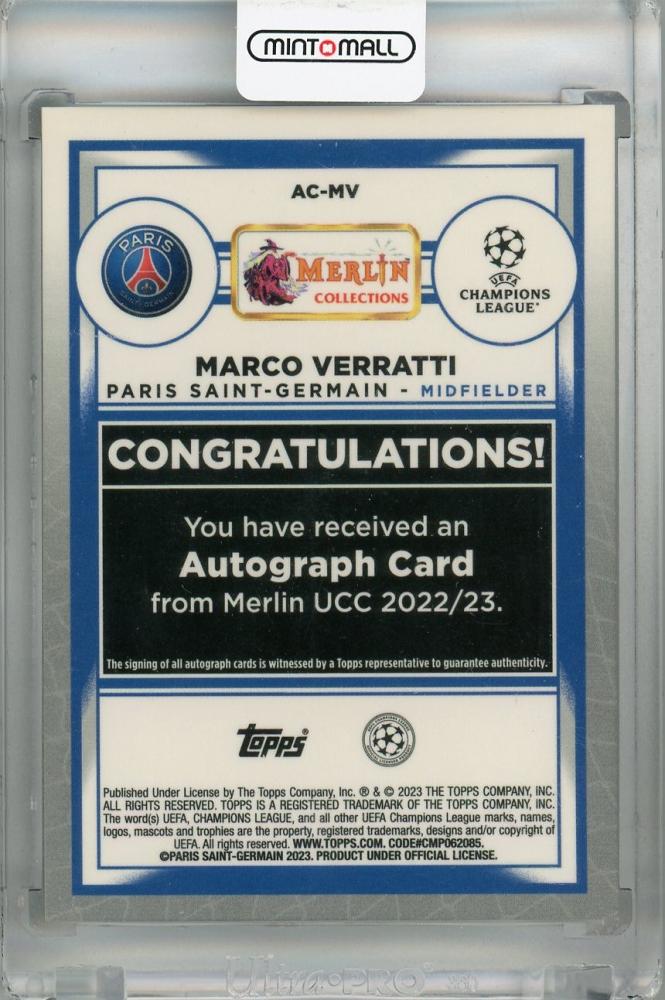 MINT MALL
AC-MV
PARIS
SAINT-GERMAIN
MERLIN
COLLECTIONS
UEFA
CHAMPIONS
LEAGUE®
MARCO VERRATTI
PARIS SAINT-GERMAIN - MIDFIELDER
CONGRATULATIONS!
You have received an
Autograph Card
from Merlin UCC 2022/23.
The signing of all autograph cards is witnessed by a Topps representative to guarantee authenticity.
topps®
Published Under License by The Topps Company, Inc. ® & © 2023 THE TOPPS COMPANY, INC.
ALL RIGHTS RESERVED. TOPPS IS A REGISTERED TRADEMARK OF THE TOPPS COMPANY, INC.
The word(s) UEFA, CHAMPIONS LEAGUE, and all other UEFA Champions League marks, names,
logos, mascots and trophies are the property, registered trademarks, designs and/or copyright of
UEFA. All rights reserved. WWW.TOPPS.COM. CODE#CMP062085.
©PARIS SAINT-GERMAIN 2023. PRODUCT UNDER OFFICIAL LICENSE.
Ultra·PRO